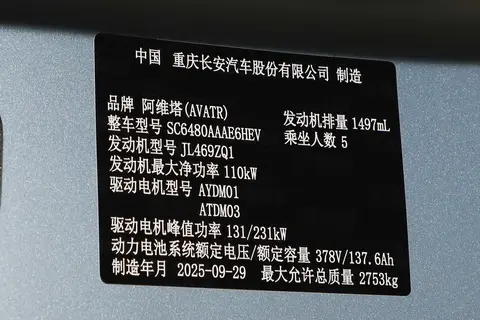 中国 重庆长安汽车股份有限公司 制造
品牌 阿维塔(AVATR)
发动机排量 1497mL
整车型号 SC6480AAAE6HEV
乘坐人数 5
发动机型号 JL469ZQ1
发动机最大净功率 110kW
驱动电机型号 AYDM01
ATDM03
驱动电机峰值功率 131/231kW
动力电池系统额定电压/额定容量 378V/137.6Ah
制造年月 2025-09-29 最大允许总质量 2753kg